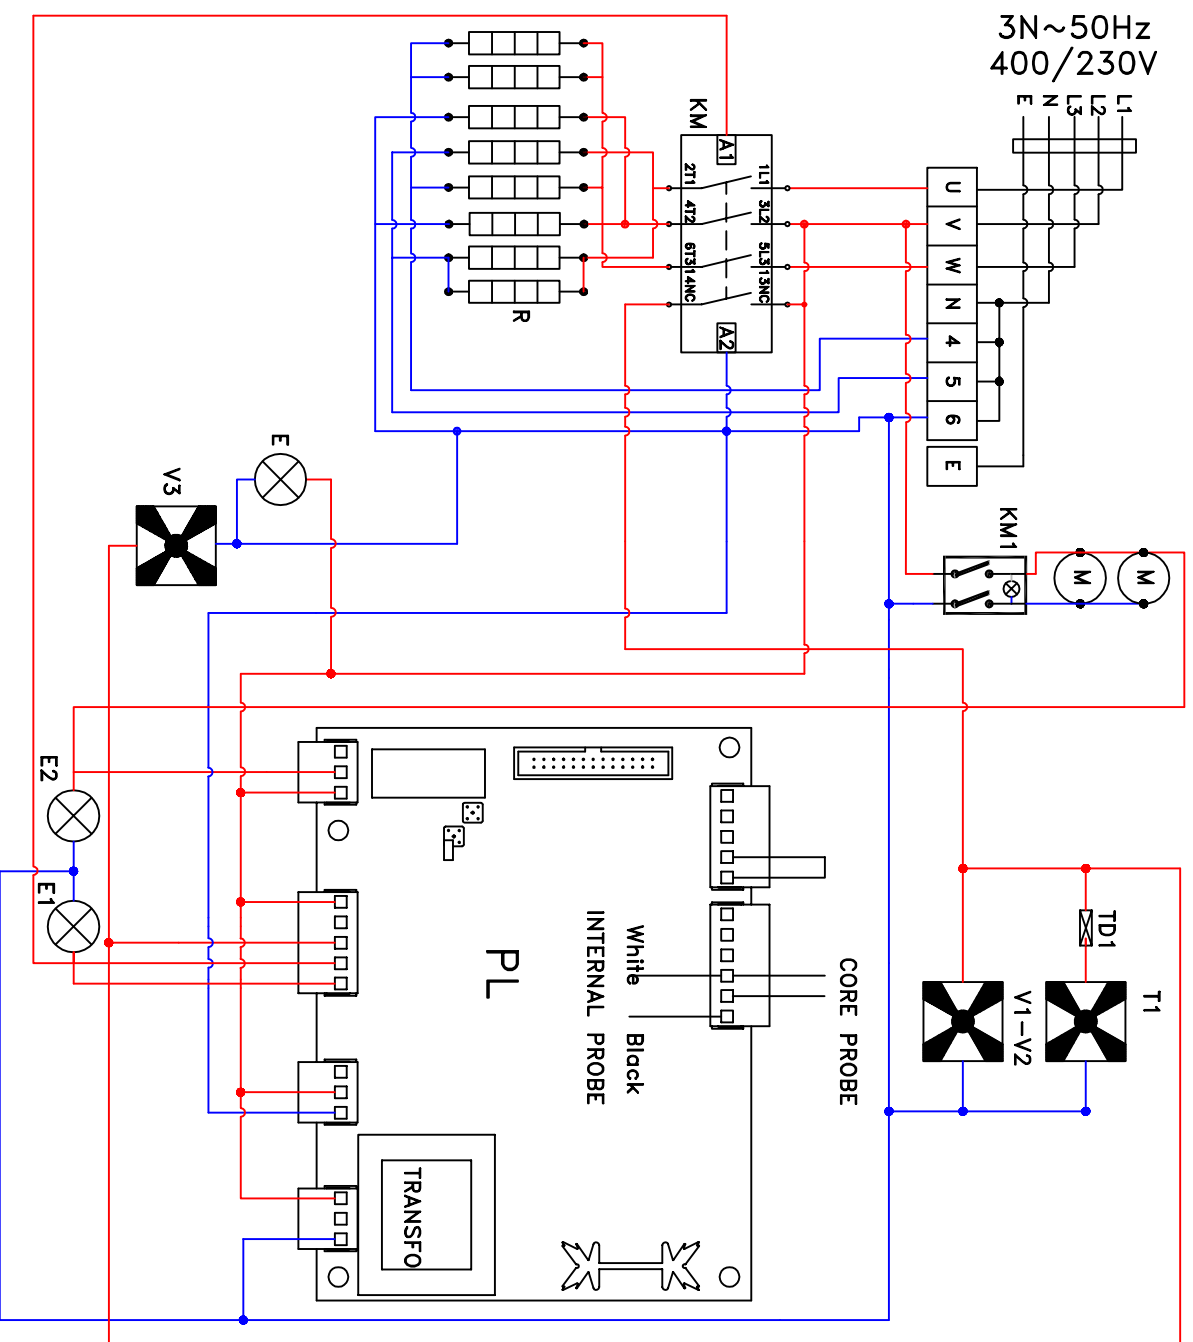 3N~50Hz
400/230V
E N L3 L2 L1
KM
A1
2T1 1L1
4T2 3L2
6T3 5L3
14NC 13NC
A2
U
V
W
N
4
5
6
E
R
E
V3
KM1
M M
E2
E1
PL
White
Black
INTERNAL PROBE
CORE PROBE
TD1
T1
V1-V2
TRANSFO